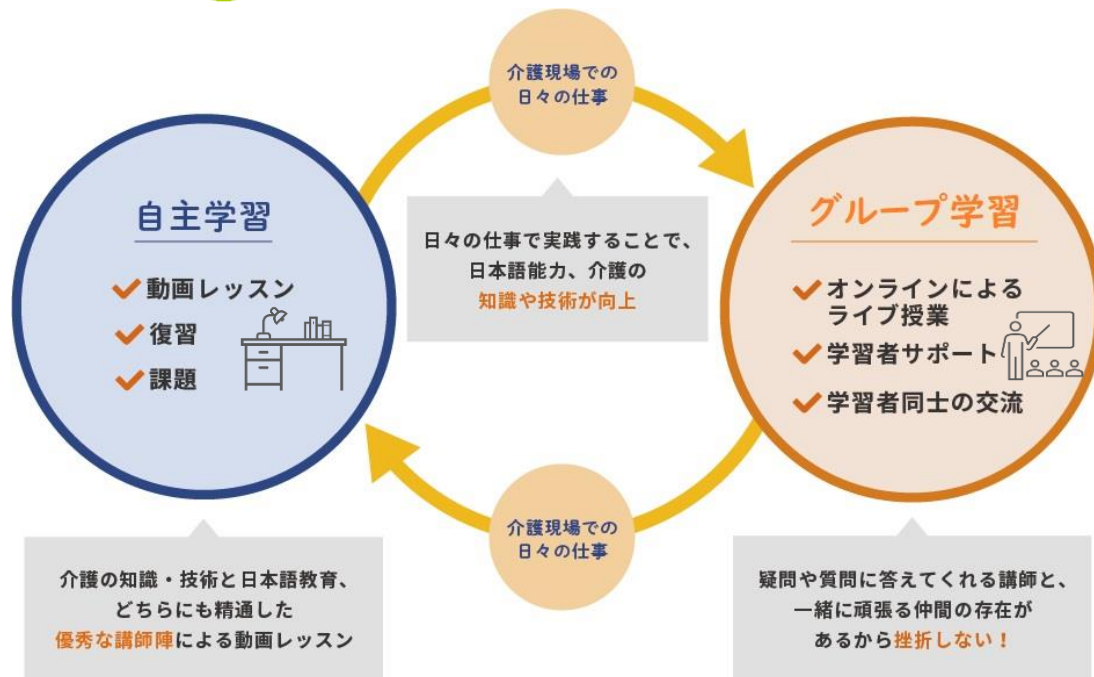 介護現場での
日々の仕事
自主学習
動画レッスン
復習
課題
日々の仕事で実践することで、
日本語能力、介護の
知識や技術が向上
グループ学習
オンラインによる
ライブ授業
学習者サポート
学習者同士の交流
介護現場での
日々の仕事
介護の知識・技術と日本語教育、
どちらにも精通した
優秀な講師陣による動画レッスン
疑問や質問に答えてくれる講師と、
一緒に頑張る仲間の存在が
あるから挫折しない！